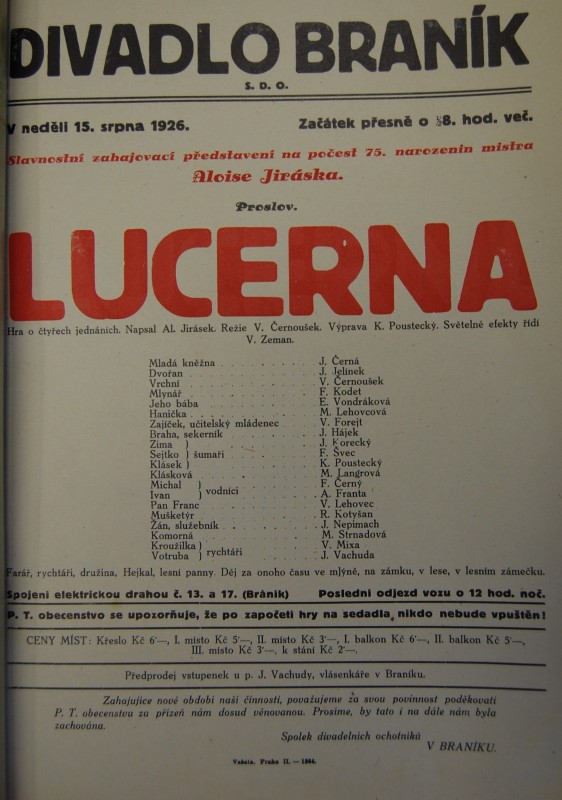 DIVADLO BRANÍK
S. D. O.
V neděli 15. srpna 1926. Začátek přesně o ½8. hod. več.
Slavnostní zahajovací představení na počest 75. narozenin mistra
Aloise Jiráska.
Proslov.
LUCERNA
Hra o čtyřech jednáních. Napsal Al. Jirásek. Režie V. Černoušek. Výprava K. Poustecký. Světelné efekty řídí
V. Zeman.
Mladá kněžna . . . . . . . . . J. Černá
Dvořan . . . . . . . . . J. Jelínek
Vrchní . . . . . . . . . V. Černoušek
Mlynář . . . . . . . . . F. Kodet
Jeho bába . . . . . . . . . E. Vondráková
Hanička . . . . . . . . . M. Lehovcová
Zajíček, učitelský mládenec . . V. Forejt
Braha, sekerník . . . . . . J. Hájek
Zima ) . . . . . . J. Korecký
Sejtko ) šumaři . . . . . . F. Švec
Klásek ) . . . . . . K. Poustecký
Klásková . . . . . . . . . M. Langrová
Michal ) . . . . . . F. Černý
Ivan ) vodníci . . . . . . A. Franta
Pan Franc . . . . . . . . . V. Lehovec
Mušketýr . . . . . . . . . R. Kotyšan
Žán, služebník . . . . . . J. Nepimach
Komorná . . . . . . . . . M. Strnadová
Kroužilka ) . . . . . . V. Mixa
Votruba ) rychtáři . . . . . . J. Vachuda
Farář, rychtáři, družina, Hejkal, lesní panny. Děj za onoho času ve mlýně, na zámku, v lese, v lesním zámečku.
Spojení elektrickou drahou č. 13. a 17. (Bránik) Poslední odjezd vozu o 12 hod. noč.
P. T. obecenstvo se upozorňuje, že po započetí hry na sedadla nikdo nebude vpuštěn!
CENY MÍST: Křeslo Kč 6·—, I. místo Kč 5·—, II. místo Kč 3·—, I. balkon Kč 6·—, II. balkon Kč 5·—,
III. místo Kč 3·—, k stání Kč 2·—.
Předprodej vstupenek u p. J. Vachudy, vlásenkáře v Braníku.
Zahajujíce nové období naší činnosti, považujeme za svou povinnost poděkovati
P. T. obecenstvu za přízeň nám dosud věnovanou. Prosíme, by tato i na dále nám byla
zachována.
Spolek divadelních ochotníků
V BRANÍKU.
Vokáta, Praha II. — 1364.